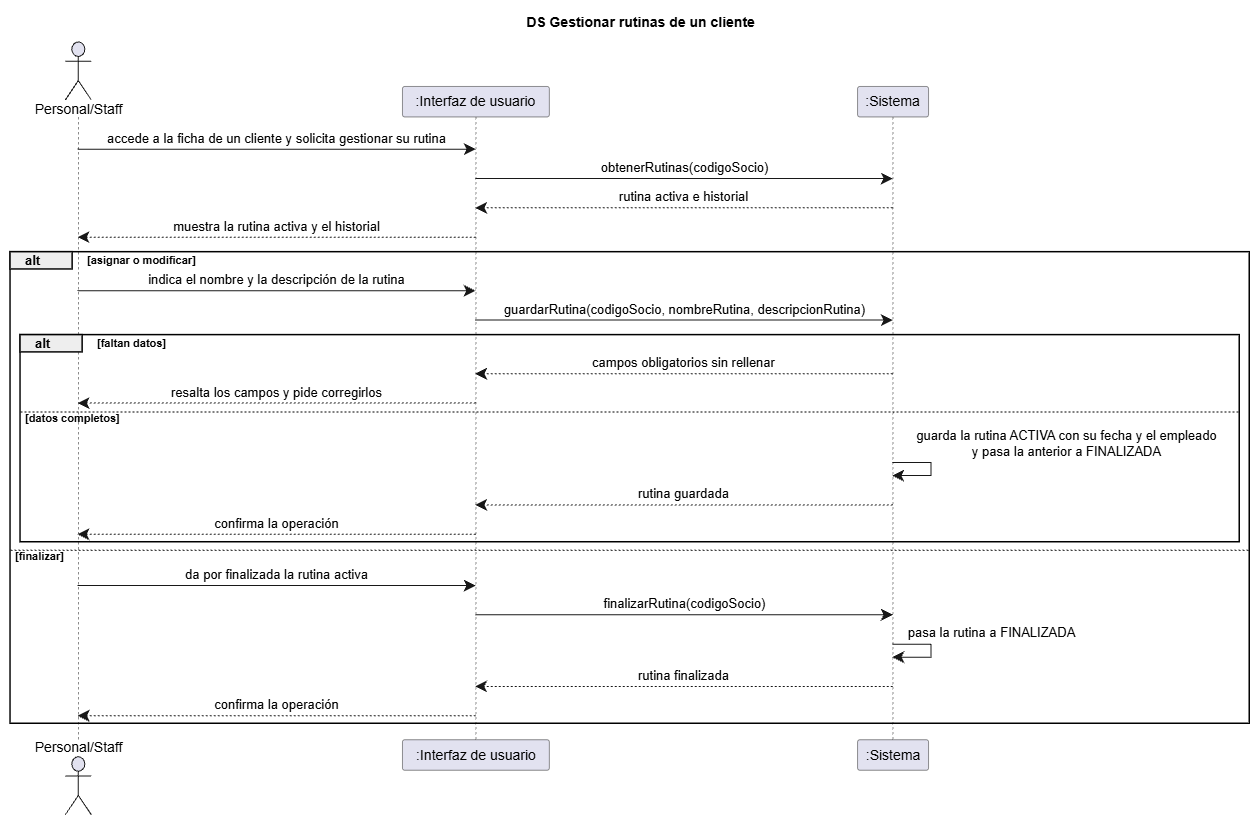 DS Gestionar rutinas de un cliente
Personal/Staff
:Interfaz de usuario
:Sistema
accede a la ficha de un cliente y solicita gestionar su rutina
obtenerRutinas(codigoSocio)
rutina activa e historial
muestra la rutina activa y el historial
alt
[asignar o modificar]
indica el nombre y la descripción de la rutina
guardarRutina(codigoSocio, nombreRutina, descripcionRutina)
alt
[faltan datos]
campos obligatorios sin rellenar
resalta los campos y pide corregirlos
[datos completos]
guarda la rutina ACTIVA con su fecha y el empleado
y pasa la anterior a FINALIZADA
rutina guardada
confirma la operación
[finalizar]
da por finalizada la rutina activa
finalizarRutina(codigoSocio)
pasa la rutina a FINALIZADA
rutina finalizada
confirma la operación
Personal/Staff
:Interfaz de usuario
:Sistema